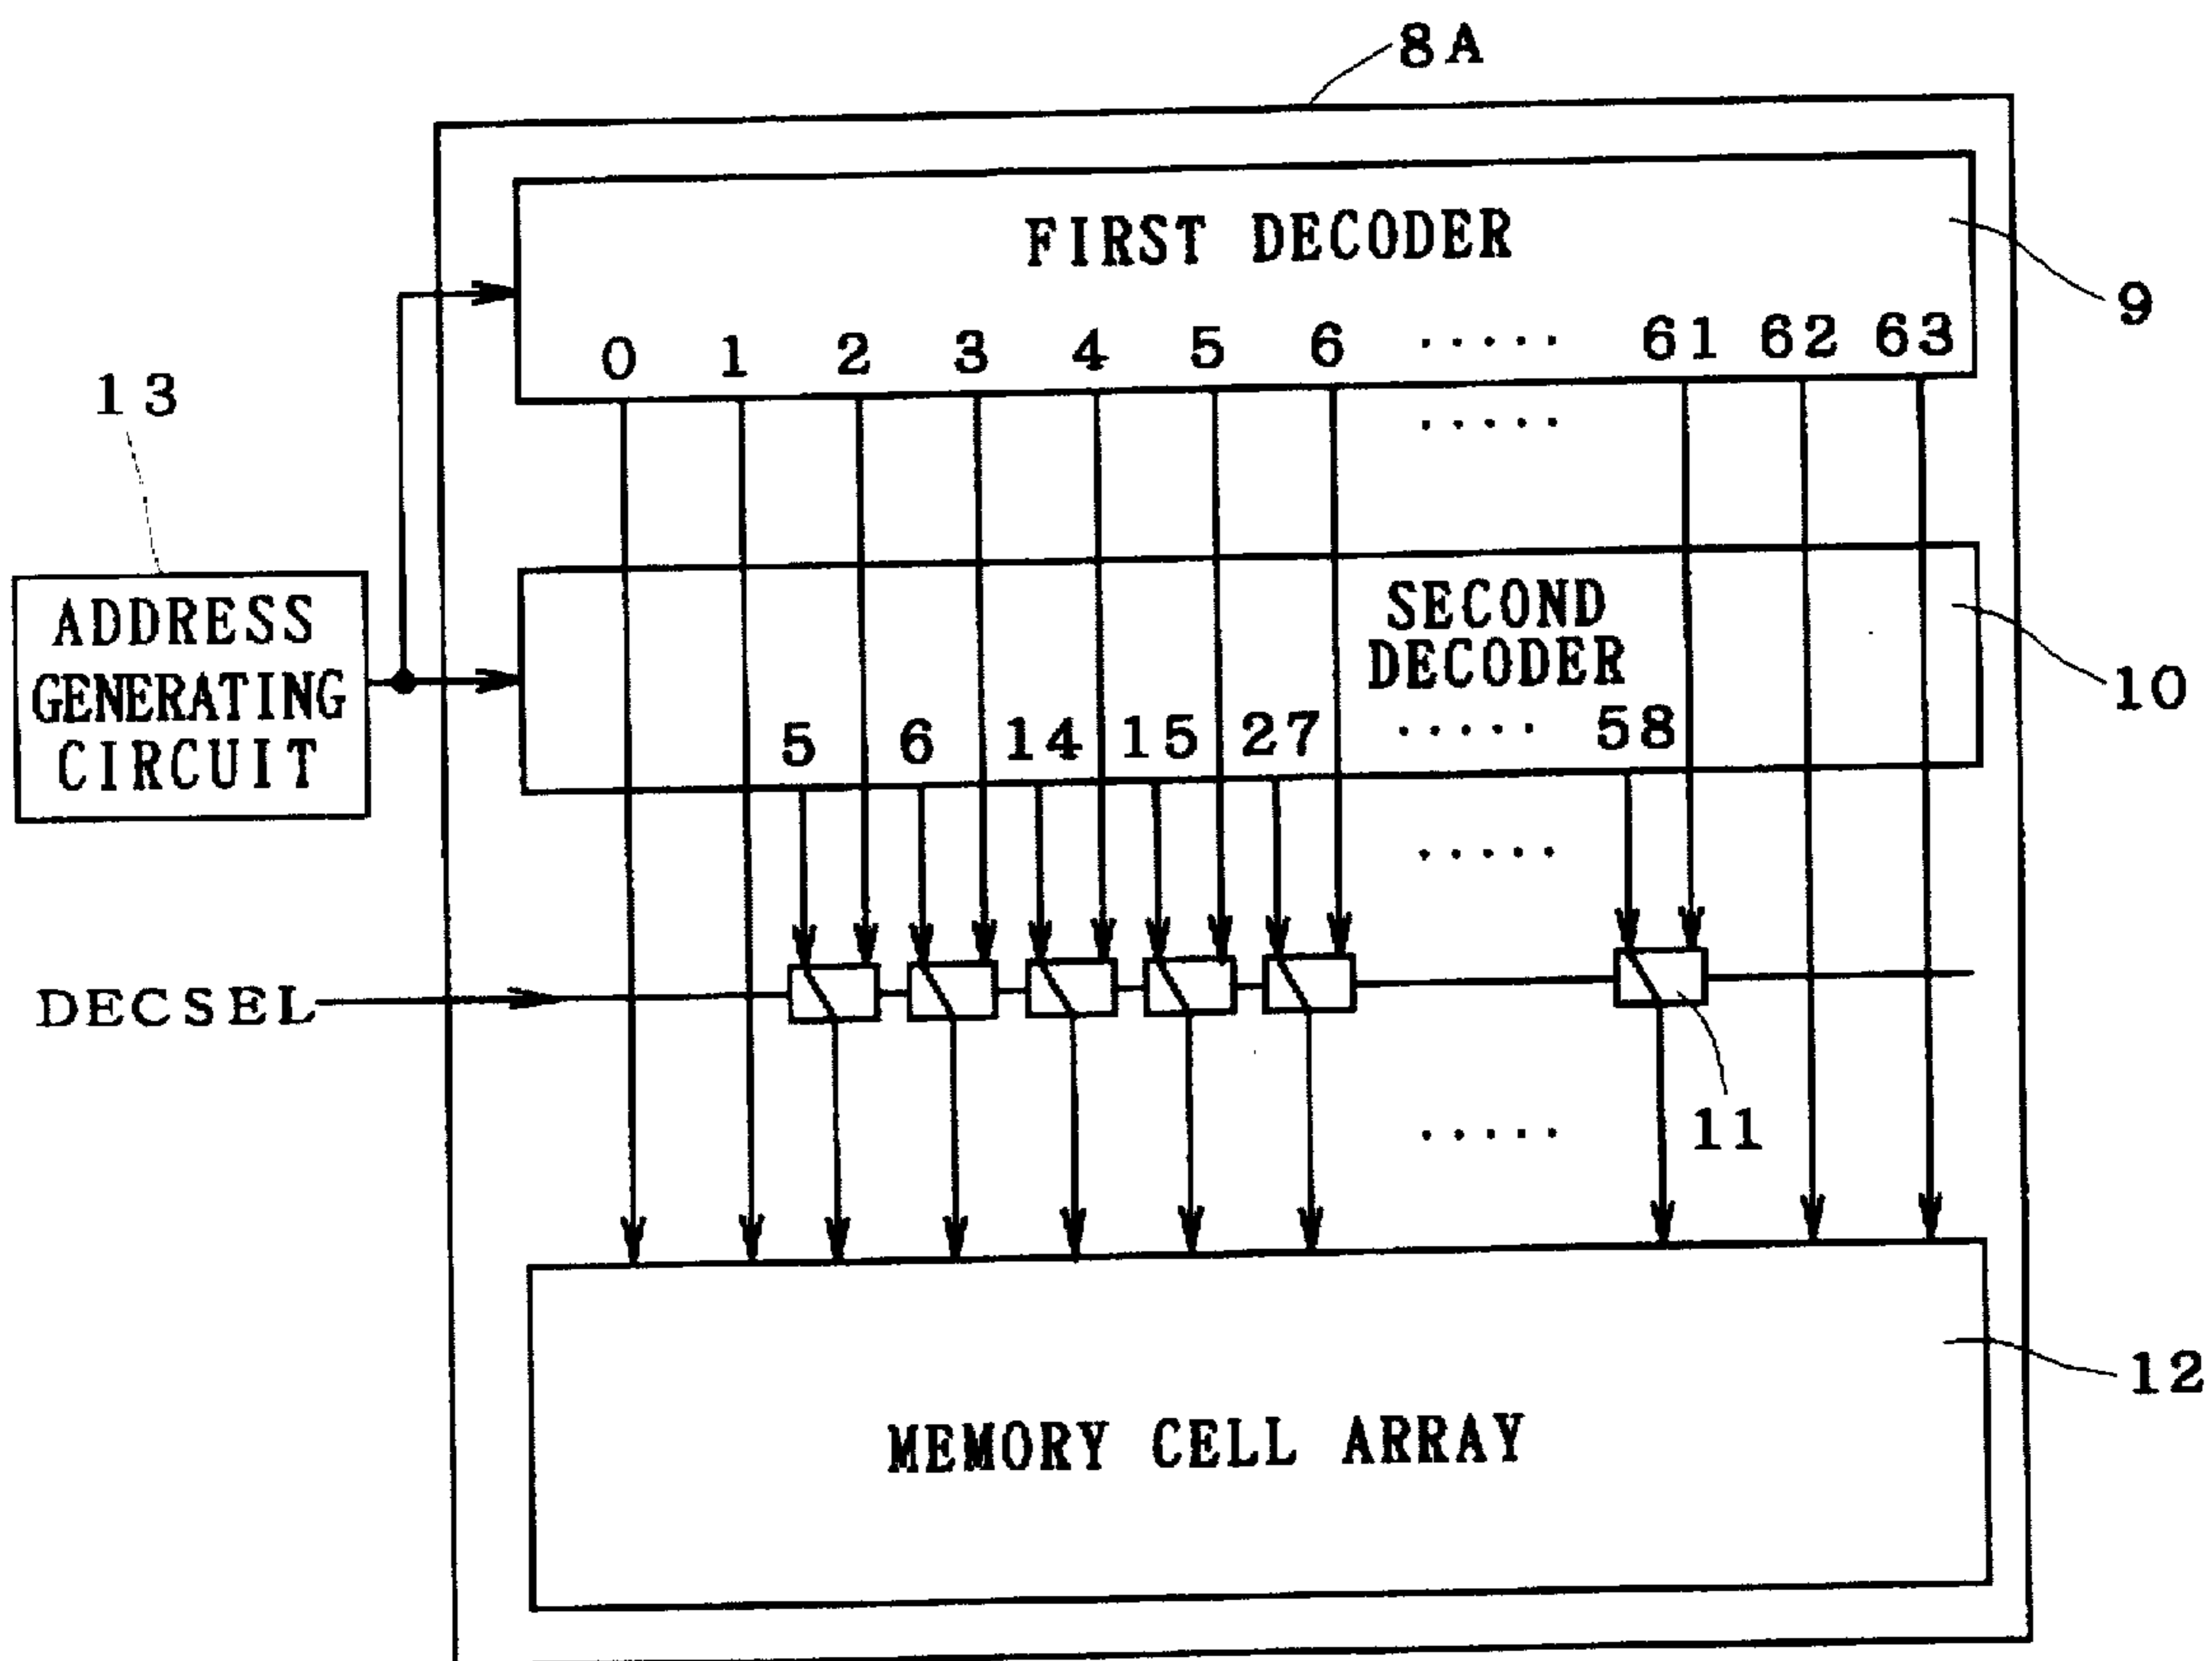 8A
FIRST DECODER
9
0 1 2 3 4 5 6 ..... 61 62 63
.....
13
ADDRESS
GENERATING
CIRCUIT
SECOND
DECODER
10
5 6 14 15 27 ..... 58
.....
DECSEL
11
.....
12
MEMORY CELL ARRAY